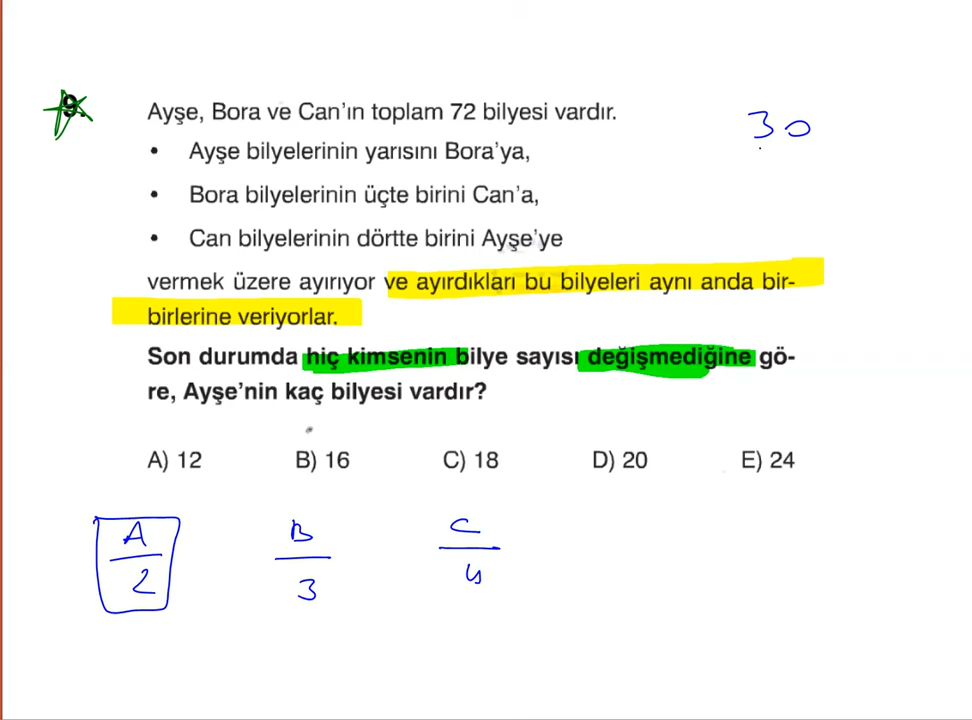 9.
Ayşe, Bora ve Can'ın toplam 72 bilyesi vardır.
30
• Ayşe bilyelerinin yarısını Bora'ya,
• Bora bilyelerinin üçte birini Can'a,
• Can bilyelerinin dörtte birini Ayşe'ye
vermek üzere ayırıyor ve ayırdıkları bu bilyeleri aynı anda bir-
birlerine veriyorlar.
Son durumda hiç kimsenin bilye sayısı değişmediğine gö-
re, Ayşe'nin kaç bilyesi vardır?
A) 12 B) 16 C) 18 D) 20 E) 24
A B C
2 3 4